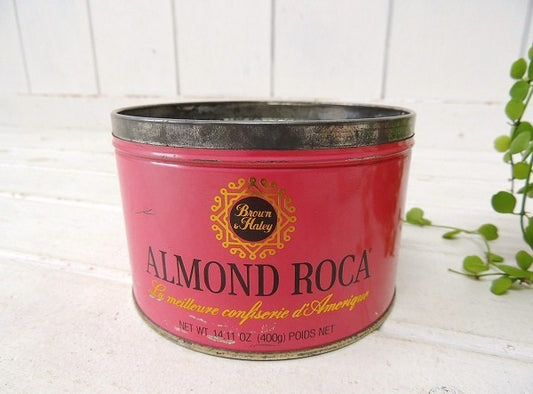 Brown
& Haley
ALMOND ROCA®
La meilleure confiserie d'Amerique
NET WT 14.11 OZ (400g) POIDS NET